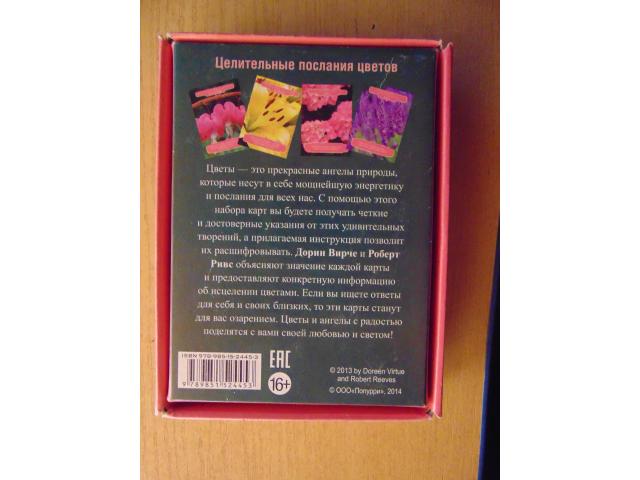 Целительные послания цветов
Цветы — это прекрасные ангелы природы,
которые несут в себе мощнейшую энергетику
и послания для всех нас. С помощью этого
набора карт вы будете получать четкие
и достоверные указания от этих удивительных
творений, а прилагаемая инструкция позволит
их расшифровывать. Дорин Вирче и Роберт
Ривс объясняют значение каждой карты
и предоставляют конкретную информацию
об исцелении цветами. Если вы ищете ответы
для себя и своих близких, то эти карты станут
для вас озарением. Цветы и ангелы с радостью
поделятся с вами своей любовью и светом!
ISBN 978-985-15-2445-3
9 789851 524453
EAC
16+
© 2013 by Doreen Virtue
and Robert Reeves
© ООО«Попурри», 2014